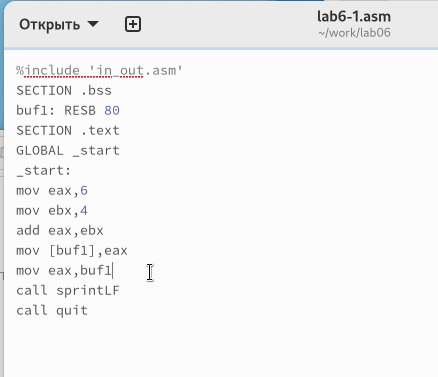 Открыть
lab6-1.asm
~/work/lab06
%include 'in_out.asm'
SECTION .bss
buf1: RESB 80
SECTION .text
GLOBAL _start
_start:
mov eax,6
mov ebx,4
add eax,ebx
mov [buf1],eax
mov eax,buf1
call sprintLF
call quit